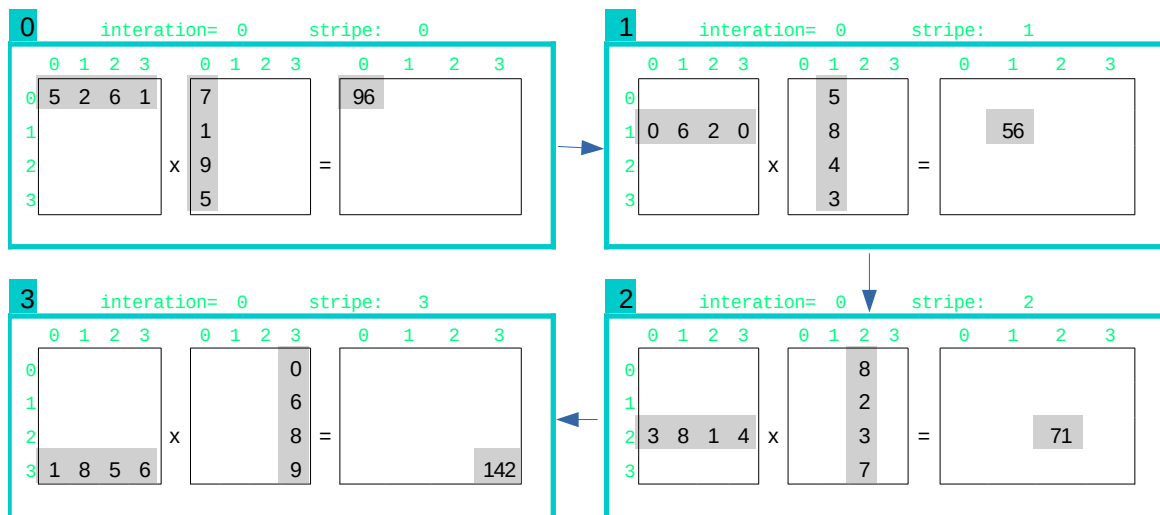 0 interation= 0 stripe: 0
0 1 2 3 0 1 2 3 0 1 2 3
0 5 2 6 1 7 96
1 1
2 x 9 =
3 5
1 interation= 0 stripe: 1
0 1 2 3 0 1 2 3 0 1 2 3
0 5
1 0 6 2 0 8 56
2 x 4 =
3 3
3 interation= 0 stripe: 3
0 1 2 3 0 1 2 3 0 1 2 3
0 0
1 6
2 x 8 =
3 1 8 5 6 9 142
2 interation= 0 stripe: 2
0 1 2 3 0 1 2 3 0 1 2 3
0 8
1 2
2 3 8 1 4 x 3 = 71
3 7